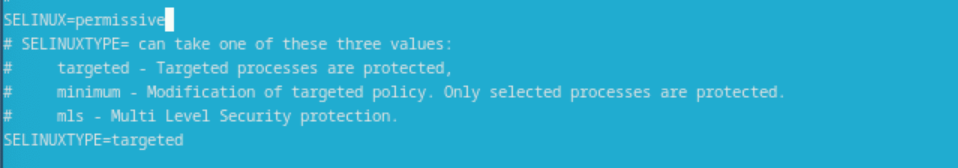 SELINUX=permissive
# SELINUXTYPE= can take one of these three values:
#     targeted - Targeted processes are protected,
#     minimum - Modification of targeted policy. Only selected processes are protected.
#     mls - Multi Level Security protection.
SELINUXTYPE=targeted